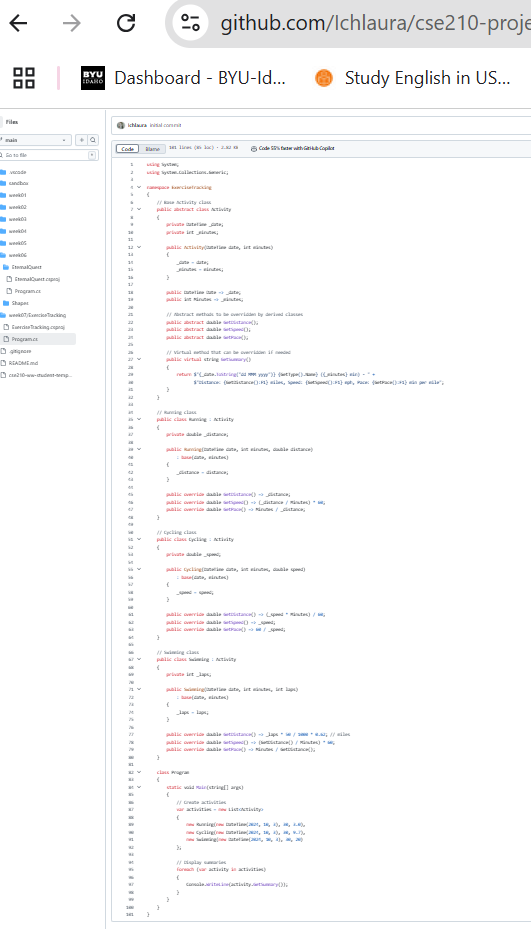 github.com/lchlaura/cse210-proje
BYU IDAHO Dashboard - BYU-Id... Study English in US...
Files
main
Go to file
.vscode
sandbox
week01
week02
week03
week04
week05
week06
EternalQuest
EternalQuest.csproj
Program.cs
Shapes
week07/ExerciseTracking
ExerciseTracking.csproj
Program.cs
.gitignore
README.md
cse210-ww-student-temp...
lchlaura initial commit
Code Blame 101 lines (85 loc) · 2.82 KB Code 55% faster with GitHub Copilot
1 using System;
2 using System.Collections.Generic;
3
4 namespace ExerciseTracking
5 {
6 // Base Activity class
7 public abstract class Activity
8 {
9 private DateTime _date;
10 private int _minutes;
11
12 public Activity(DateTime date, int minutes)
13 {
14 _date = date;
15 _minutes = minutes;
16 }
17
18 public DateTime Date => _date;
19 public int Minutes => _minutes;
20
21 // Abstract methods to be overridden by derived classes
22 public abstract double GetDistance();
23 public abstract double GetSpeed();
24 public abstract double GetPace();
25
26 // Virtual method that can be overridden if needed
27 public virtual string GetSummary()
28 {
29 return $"{_date.ToString("dd MMM yyyy")} {GetType().Name} ({_minutes} min) - " +
30 $"Distance: {GetDistance():F1} miles, Speed: {GetSpeed():F1} mph, Pace: {GetPace():F1} min per mile";
31 }
32 }
33
34 // Running class
35 public class Running : Activity
36 {
37 private double _distance;
38
39 public Running(DateTime date, int minutes, double distance)
40 : base(date, minutes)
41 {
42 _distance = distance;
43 }
44
45 public override double GetDistance() => _distance;
46 public override double GetSpeed() => (_distance / Minutes) * 60;
47 public override double GetPace() => Minutes / _distance;
48 }
49
50 // Cycling class
51 public class Cycling : Activity
52 {
53 private double _speed;
54
55 public Cycling(DateTime date, int minutes, double speed)
56 : base(date, minutes)
57 {
58 _speed = speed;
59 }
60
61 public override double GetDistance() => (_speed * Minutes) / 60;
62 public override double GetSpeed() => _speed;
63 public override double GetPace() => 60 / _speed;
64 }
65
66 // Swimming class
67 public class Swimming : Activity
68 {
69 private int _laps;
70
71 public Swimming(DateTime date, int minutes, int laps)
72 : base(date, minutes)
73 {
74 _laps = laps;
75 }
76
77 public override double GetDistance() => _laps * 50 / 1000 * 0.62; // miles
78 public override double GetSpeed() => (GetDistance() / Minutes) * 60;
79 public override double GetPace() => Minutes / GetDistance();
80 }
81
82 class Program
83 {
84 static void Main(string[] args)
85 {
86 // Create activities
87 var activities = new List<Activity>
88 {
89 new Running(new DateTime(2024, 10, 3), 30, 3.0),
90 new Cycling(new DateTime(2024, 10, 3), 30, 9.7),
91 new Swimming(new DateTime(2024, 10, 3), 30, 20)
92 };
93
94 // Display summaries
95 foreach (var activity in activities)
96 {
97 Console.WriteLine(activity.GetSummary());
98 }
99 }
100 }
101 }